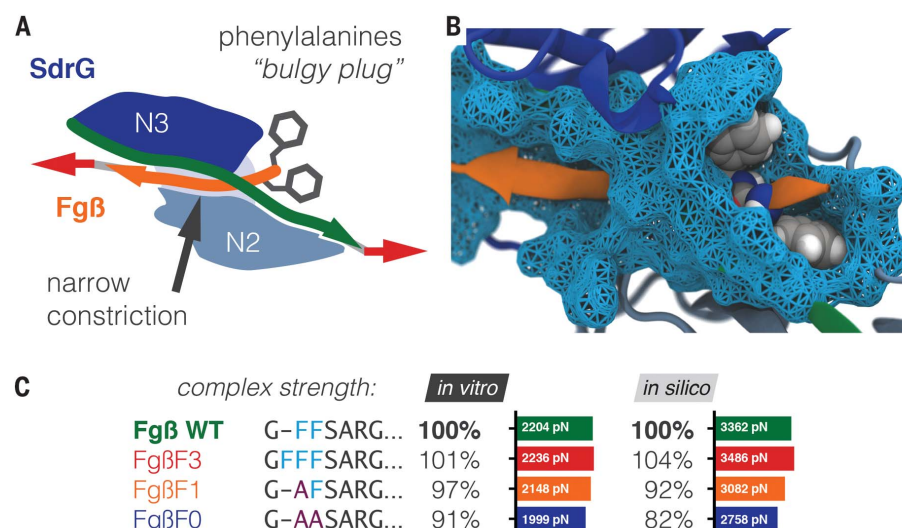 A
phenylalanines
"bulgy plug"
SdrG
N3
Fgß
N2
narrow
constriction
B
C
complex strength: in vitro in silico
Fgß WT G-FFSARG... 100% 2204 pN 100% 3362 pN
FgßF3 GFFFSARG... 101% 2236 pN 104% 3486 pN
FgßF1 G-AFSARG... 97% 2148 pN 92% 3082 pN
FgßF0 G-AASARG... 91% 1999 pN 82% 2758 pN